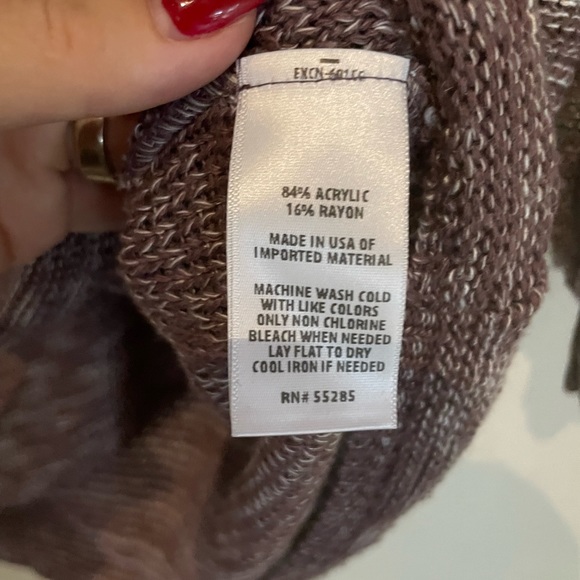 84% ACRYLIC
16% RAYON
MADE IN USA OF
IMPORTED MATERIAL
MACHINE WASH COLD
WITH LIKE COLORS
ONLY NON CHLORINE
BLEACH WHEN NEEDED
LAY FLAT TO DRY
COOL IRON IF NEEDED
RN# 55285